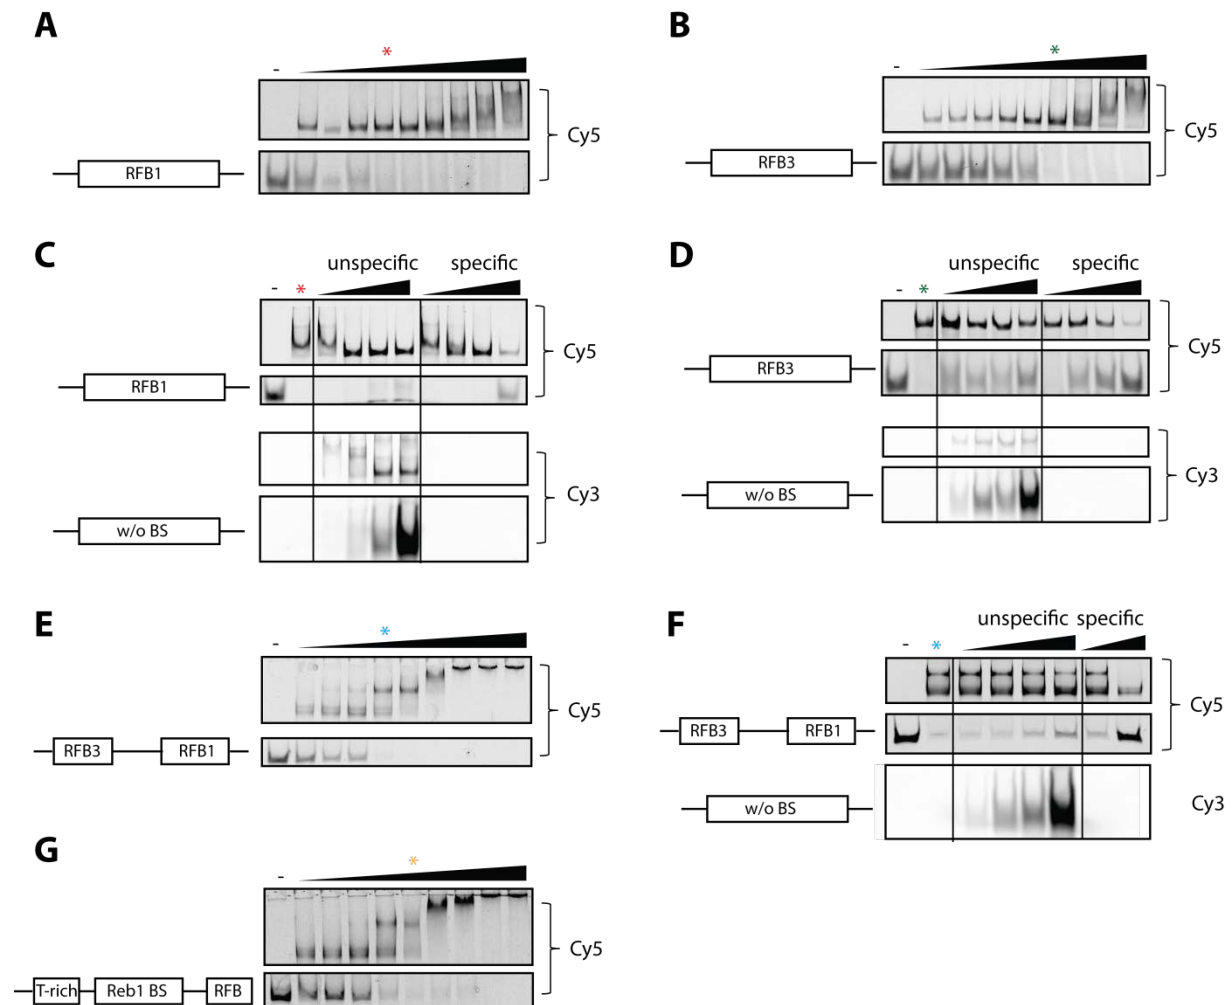 A
B
-
*
-
*
Cy5
Cy5
RFB1
RFB3
C
D
unspecific
specific
unspecific
specific
-
*
-
*
Cy5
Cy5
RFB1
RFB3
Cy3
Cy3
w/o BS
w/o BS
E
F
unspecific
specific
-
*
-
*
Cy5
Cy5
RFB3
RFB1
RFB3
RFB1
w/o BS
Cy3
G
-
*
Cy5
T-rich
Reb1 BS
RFB